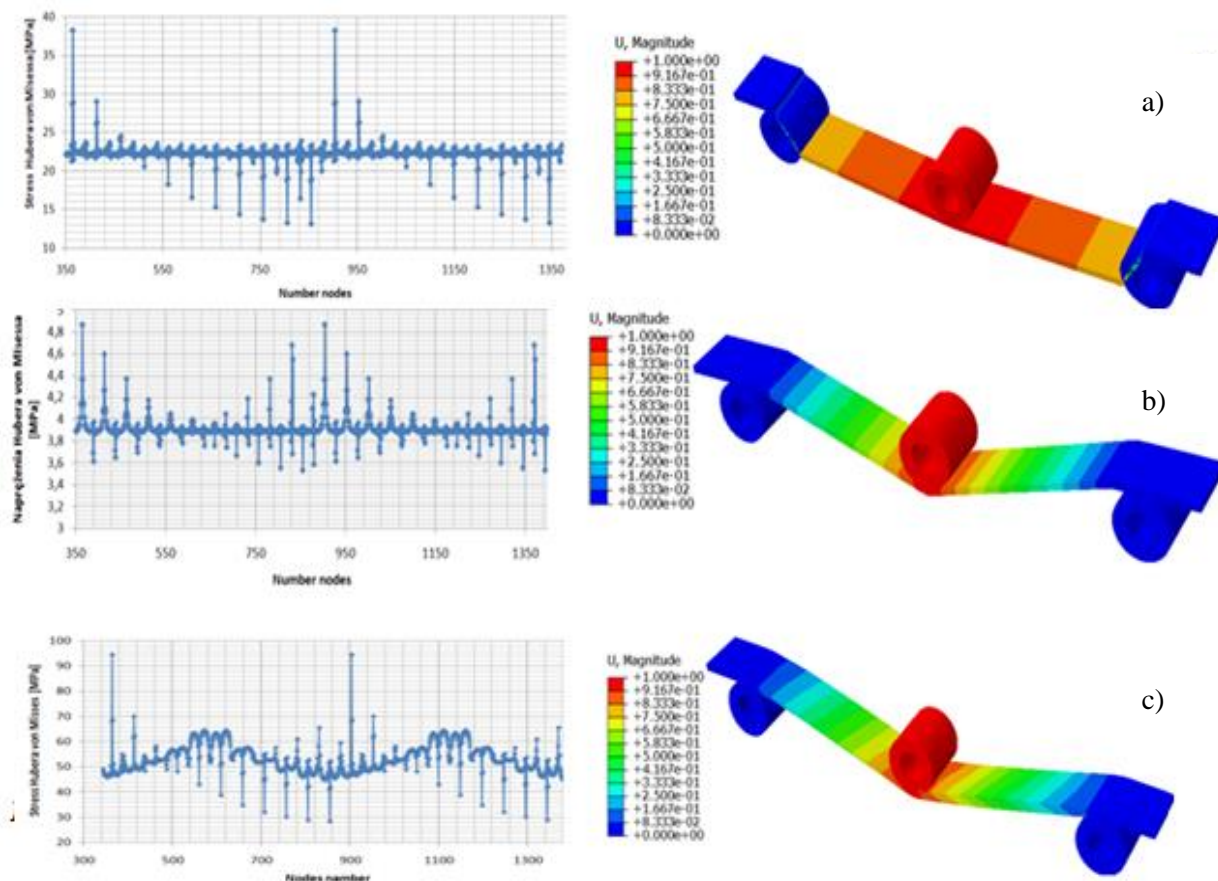 Stress Hubera von Misessa[MPa]
40
35
30
25
20
15
10
350
550
750
950
1150
1350
Number nodes
U, Magnitude
+1.000e+00
+9.167e-01
+8.333e-01
+7.500e-01
+6.667e-01
+5.833e-01
+5.000e-01
+4.167e-01
+3.333e-01
+2.500e-01
+1.667e-01
+8.333e-02
+0.000e+00
a)
Naprężenia Hubera von Misessa
[MPa]
5
4,8
4,6
4,4
4,2
4
3,8
3,6
3,4
3,2
3
350
550
750
950
1150
1350
Number nodes
U, Magnitude
+1.000e+00
+9.167e-01
+8.333e-01
+7.500e-01
+6.667e-01
+5.833e-01
+5.000e-01
+4.167e-01
+3.333e-01
+2.500e-01
+1.667e-01
+8.333e-02
+0.000e+00
b)
Stress Hubera von Misses [MPa]
100
90
80
70
60
50
40
30
20
300
500
700
900
1100
1300
Nodes namber
U, Magnitude
+1.000e+00
+9.167e-01
+8.333e-01
+7.500e-01
+6.667e-01
+5.833e-01
+5.000e-01
+4.167e-01
+3.333e-01
+2.500e-01
+1.667e-01
+8.333e-02
+0.000e+00
c)